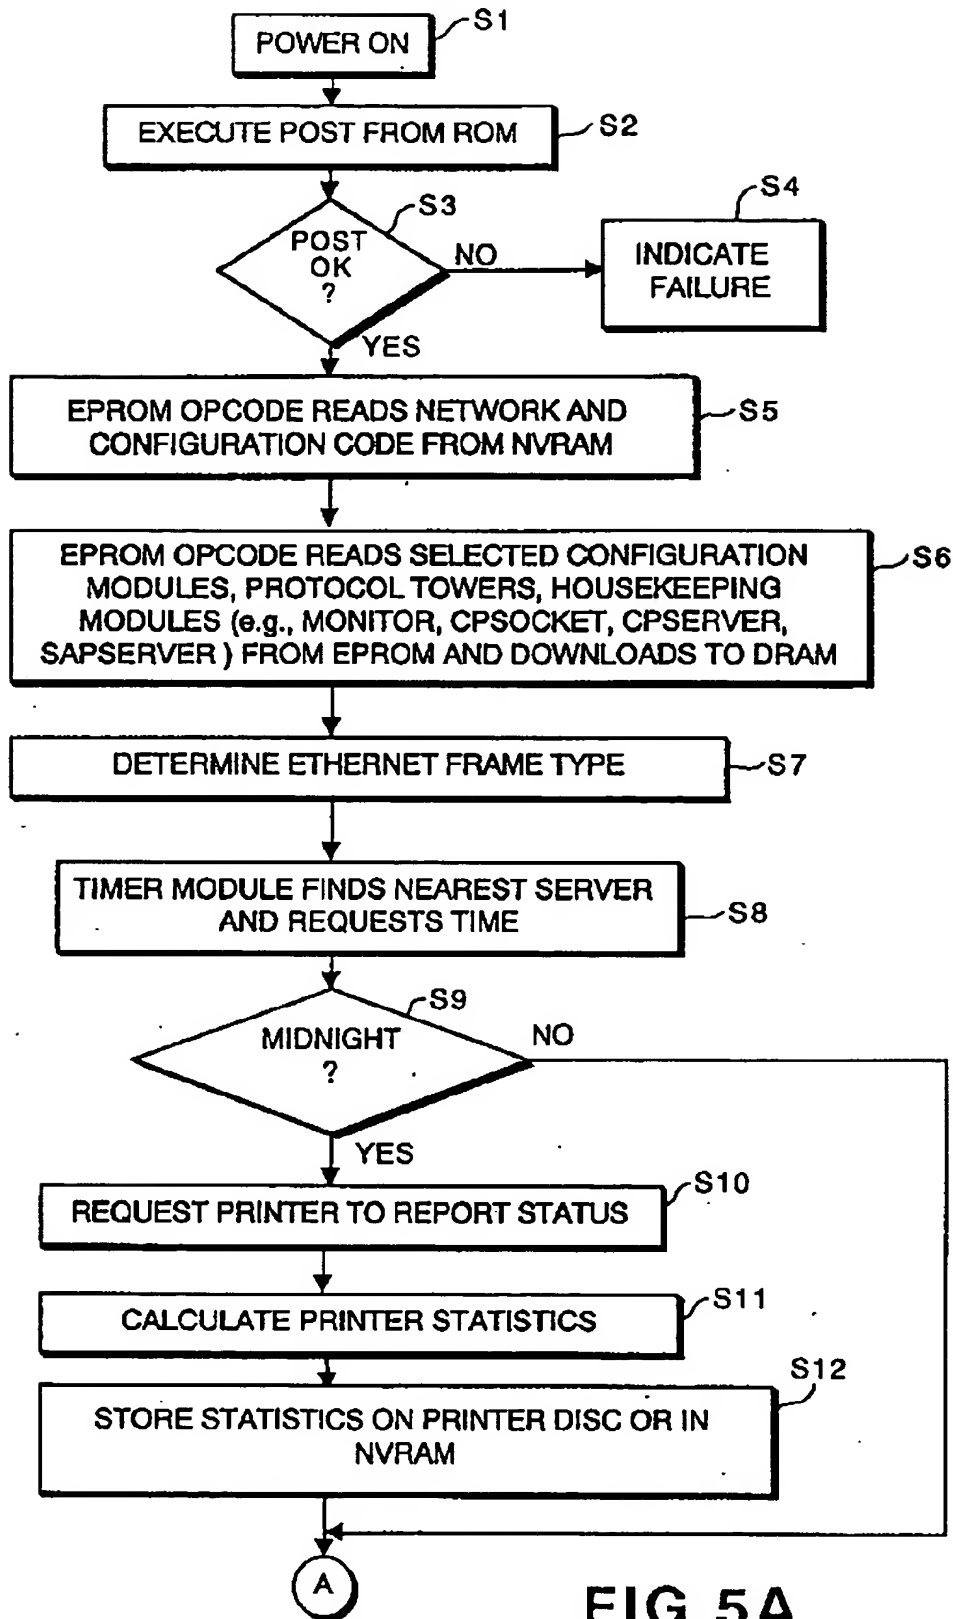 POWER ON
S1
EXECUTE POST FROM ROM
S2
POST
OK
?
S3
NO
S4
INDICATE
FAILURE
YES
EPROM OPCODE READS NETWORK AND
CONFIGURATION CODE FROM NVRAM
S5
EPROM OPCODE READS SELECTED CONFIGURATION
MODULES, PROTOCOL TOWERS, HOUSEKEEPING
MODULES (e.g., MONITOR, CPSOCKET, CPSERVER,
SAPSERVER ) FROM EPROM AND DOWNLOADS TO DRAM
S6
DETERMINE ETHERNET FRAME TYPE
S7
TIMER MODULE FINDS NEAREST SERVER
AND REQUESTS TIME
S8
MIDNIGHT
?
S9
NO
YES
REQUEST PRINTER TO REPORT STATUS
S10
CALCULATE PRINTER STATISTICS
S11
STORE STATISTICS ON PRINTER DISC OR IN
NVRAM
S12
A
FIG 5A